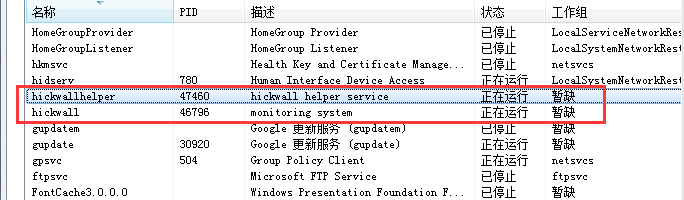 名称 PID 描述 状态 工作组
HomeGroupProvider HomeGroup Provider 已停止 LocalServiceNetworkRest
HomeGroupListener HomeGroup Listener 已停止 LocalSystemNetworkRest
hkmsvc Health Key and Certificate Manage... 已停止 netsvcs
hidserv 780 Human Interface Device Access 正在运行 LocalSystemNetworkRest
hickwallhelper 47460 hickwall helper service 正在运行 暂缺
hickwall 46796 monitoring system 正在运行 暂缺
gupdatem Google 更新服务 (gupdatem) 已停止 暂缺
gupdate 30920 Google 更新服务 (gupdate) 正在运行 暂缺
gpsvc 504 Group Policy Client 正在运行 netsvcs
ftpsvc Microsoft FTP Service 已停止 ftpsvc
FontCache3.0.0.0 Windows Presentation Foundation F... 已停止 暂缺